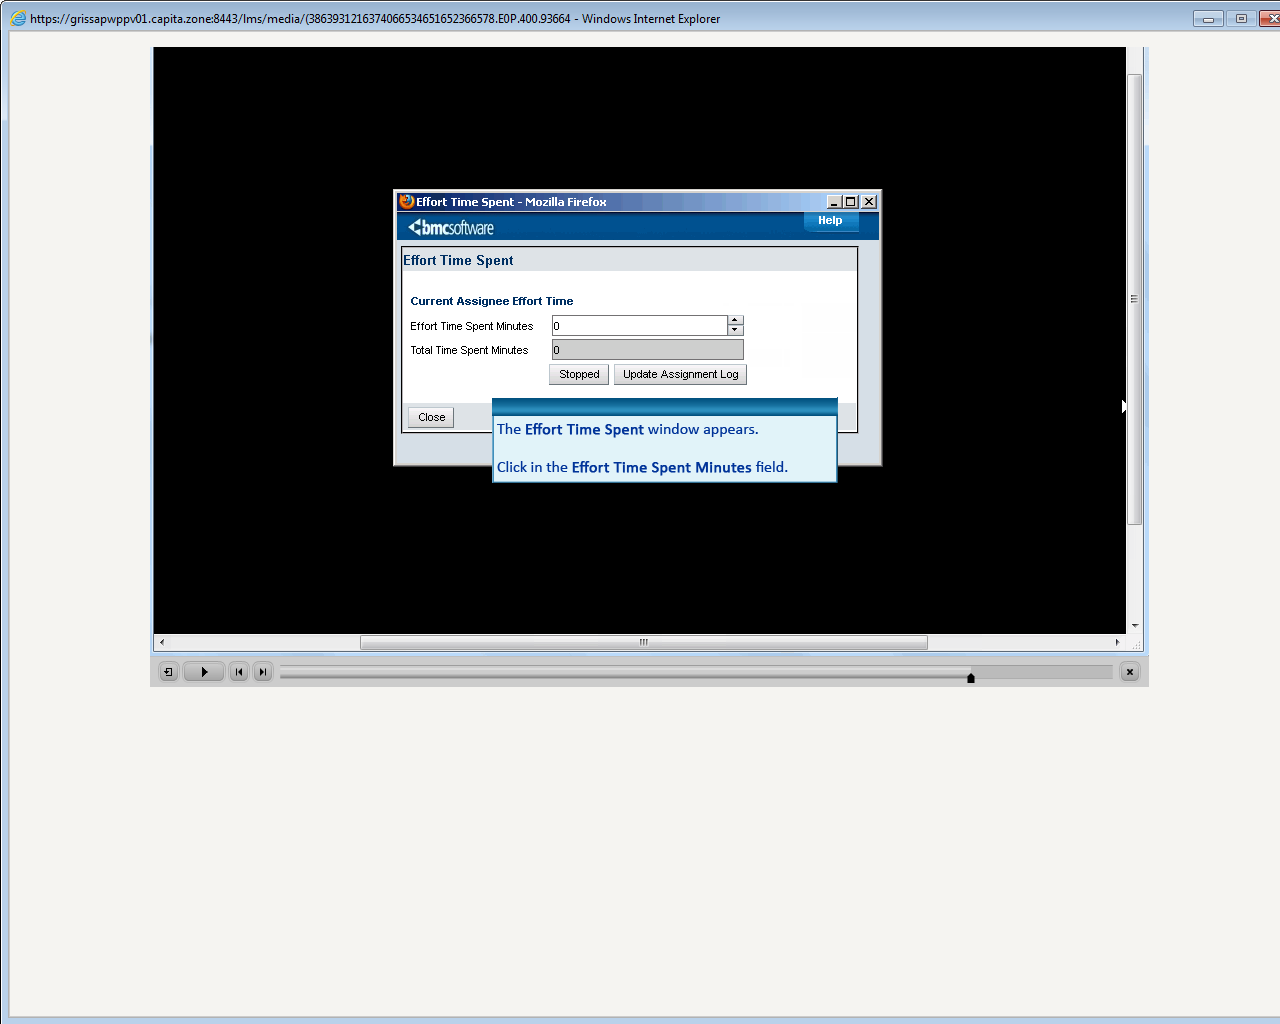 https://grissapwppv01.capita.zone:8443/lms/media/(3863931216374066534651652366578.E0P.400.93664 - Windows Internet Explorer
Effort Time Spent - Mozilla Firefox
bmcsoftware
Help
Effort Time Spent
Current Assignee Effort Time
Effort Time Spent Minutes 0
Total Time Spent Minutes 0
Stopped Update Assignment Log
Close
The Effort Time Spent window appears.
Click in the Effort Time Spent Minutes field.